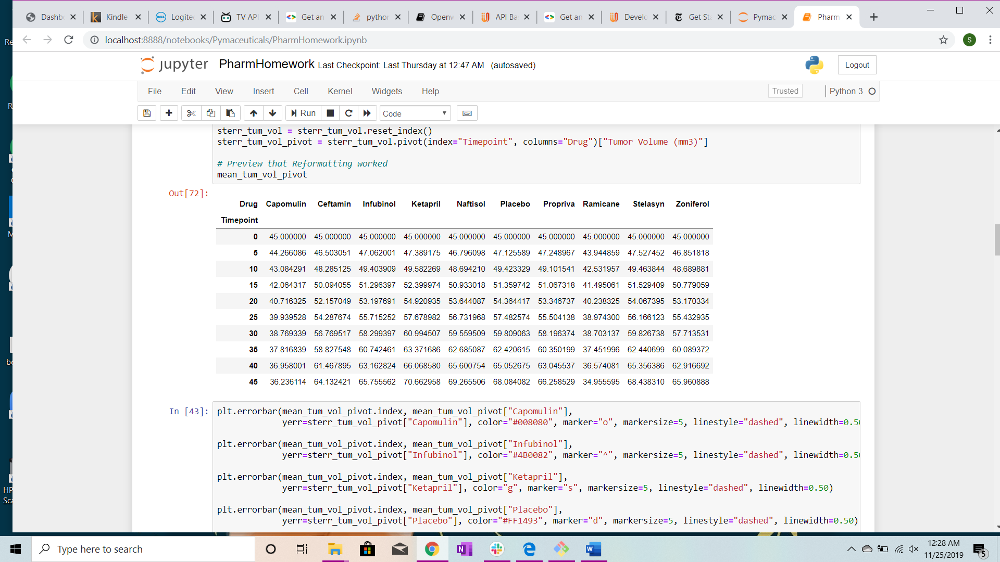 Dashb
Kindle
Logitec
TV API
Get an
python
Openw
API Ba
Get an
Develo
Get Sta
Pymac
Pharm
localhost:8888/notebooks/Pymaceuticals/PharmHomework.ipynb
S
jupyter PharmHomework Last Checkpoint: Last Thursday at 12:47 AM (autosaved)
Logout
File Edit View Insert Cell Kernel Widgets Help
Trusted
Python 3
Run
Code
sterr_tum_vol = sterr_tum_vol.reset_index()
sterr_tum_vol_pivot = sterr_tum_vol.pivot(index="Timepoint", columns="Drug")["Tumor Volume (mm3)"]
# Preview that Reformatting worked
mean_tum_vol_pivot
Out[72]:
Drug Capomulin Ceftamin Infubinol Ketapril Naftisol Placebo Propriva Ramicane Stelasyn Zoniferol
Timepoint
0 45.000000 45.000000 45.000000 45.000000 45.000000 45.000000 45.000000 45.000000 45.000000 45.000000
5 44.266086 46.503051 47.062001 47.389175 46.796098 47.125589 47.248967 43.944859 47.527452 46.851818
10 43.084291 48.285125 49.403909 49.582269 48.694210 49.423329 49.101541 42.531957 49.463844 48.689881
15 42.064317 50.094055 51.296397 52.399974 50.933018 51.359742 51.067318 41.495061 51.529409 50.779059
20 40.716325 52.157049 53.197691 54.920935 53.644087 54.364417 53.346737 40.238325 54.067395 53.170334
25 39.939528 54.287674 55.715252 57.678982 56.731968 57.482574 55.504138 38.974300 56.166123 55.432935
30 38.769339 56.769517 58.299397 60.994507 59.559509 59.809063 58.196374 38.703137 59.826738 57.713531
35 37.816839 58.827548 60.742461 63.371686 62.685087 62.420615 60.350199 37.451996 62.440699 60.089372
40 36.958001 61.467895 63.162824 66.068580 65.600754 65.052675 63.045537 36.574081 65.356386 62.916692
45 36.236114 64.132421 65.755562 70.662958 69.265506 68.084082 66.258529 34.955595 68.438310 65.960888
In [43]:
plt.errorbar(mean_tum_vol_pivot.index, mean_tum_vol_pivot["Capomulin"],
yerr=sterr_tum_vol_pivot["Capomulin"], color="#008080", marker="o", markersize=5, linestyle="dashed", linewidth=0.50
plt.errorbar(mean_tum_vol_pivot.index, mean_tum_vol_pivot["Infubinol"],
yerr=sterr_tum_vol_pivot["Infubinol"], color="#4B0082", marker="^", markersize=5, linestyle="dashed", linewidth=0.50
plt.errorbar(mean_tum_vol_pivot.index, mean_tum_vol_pivot["Ketapril"],
yerr=sterr_tum_vol_pivot["Ketapril"], color="g", marker="s", markersize=5, linestyle="dashed", linewidth=0.50)
plt.errorbar(mean_tum_vol_pivot.index, mean_tum_vol_pivot["Placebo"],
yerr=sterr_tum_vol_pivot["Placebo"], color="#FF1493", marker="d", markersize=5, linestyle="dashed", linewidth=0.50)
Re
R
M
bo
HP
Sca
Type here to search
12:28 AM
11/25/2019
5